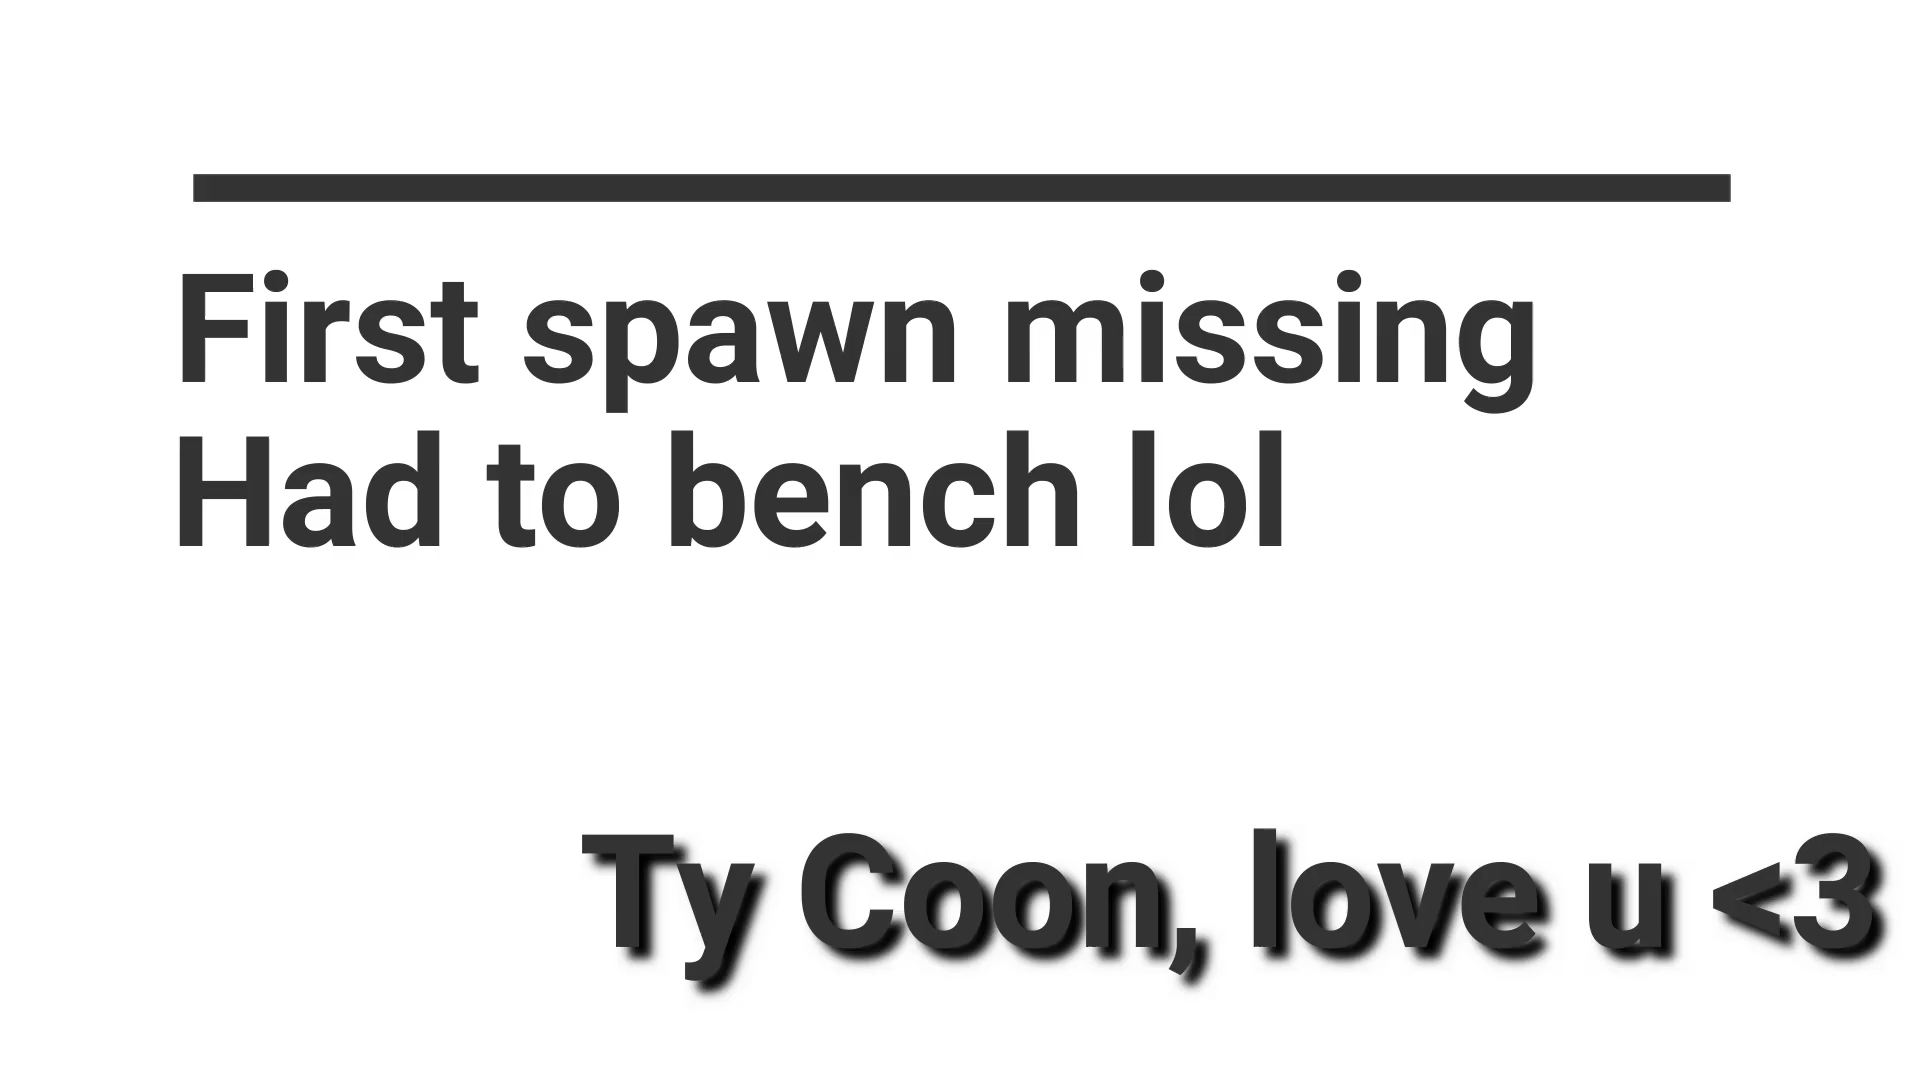 First spawn missing
Had to bench lol
Ty Coon, love u <3